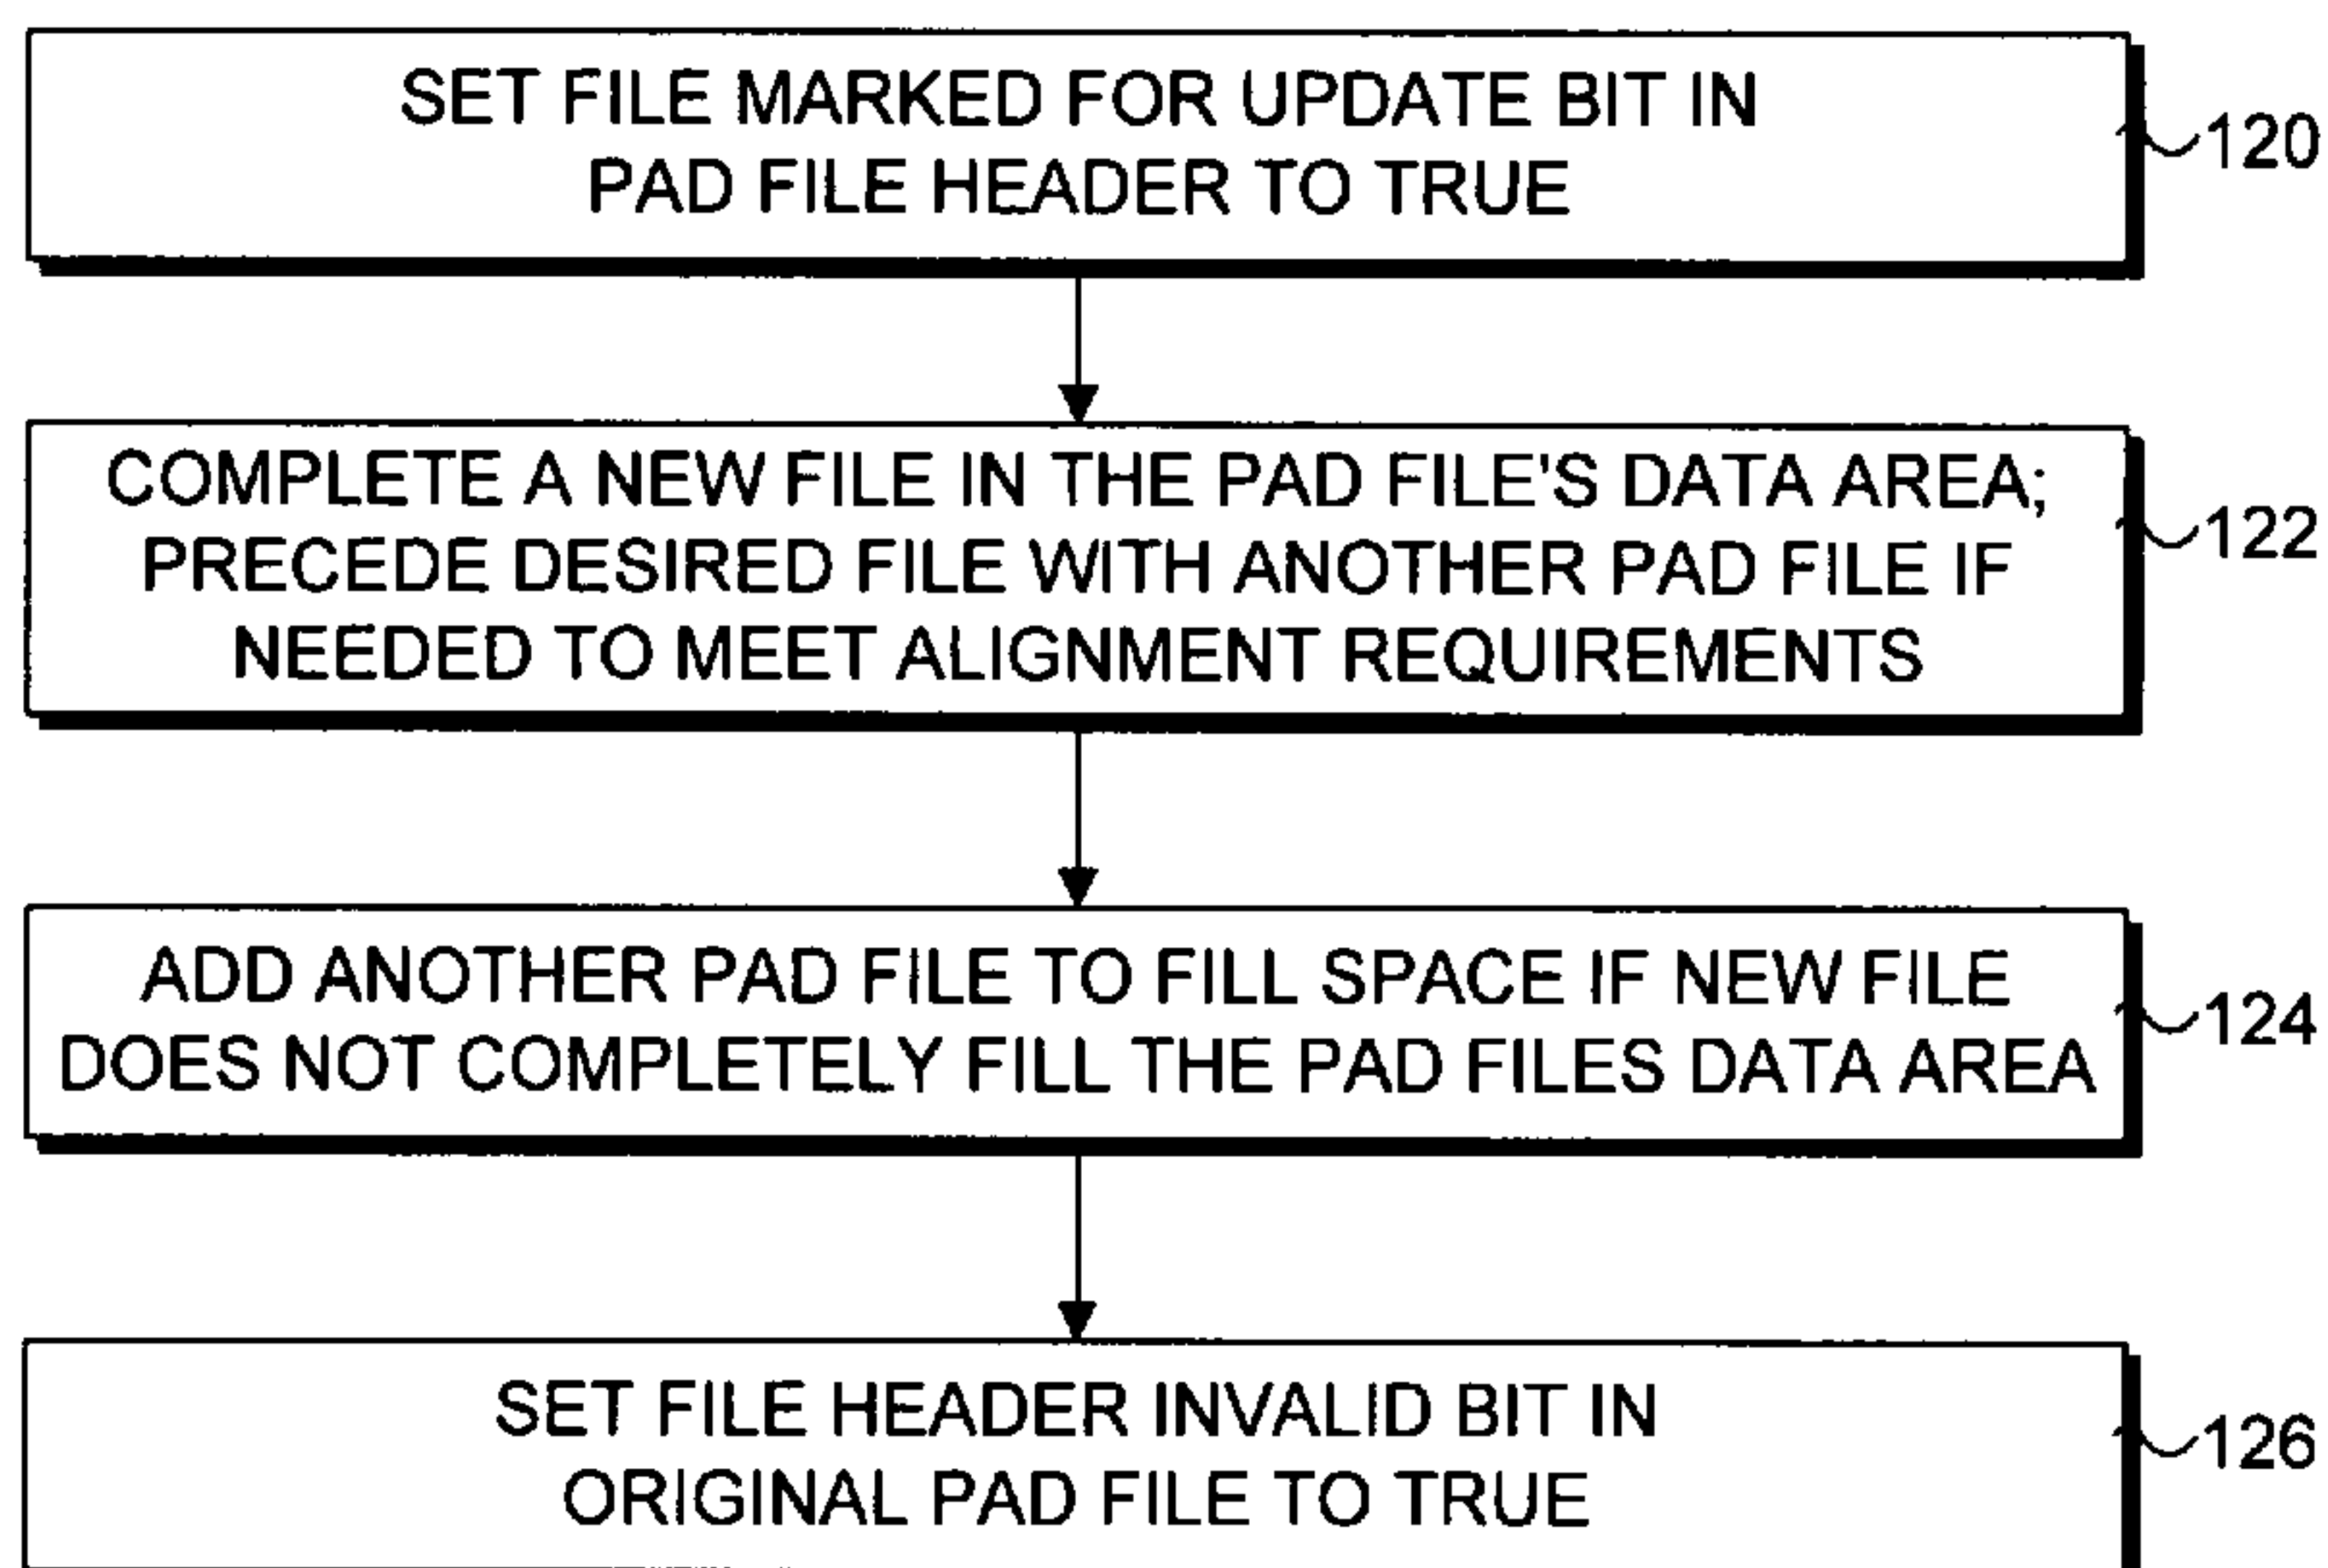 SET FILE MARKED FOR UPDATE BIT IN
PAD FILE HEADER TO TRUE
120
COMPLETE A NEW FILE IN THE PAD FILE'S DATA AREA;
PRECEDE DESIRED FILE WITH ANOTHER PAD FILE IF
NEEDED TO MEET ALIGNMENT REQUIREMENTS
122
ADD ANOTHER PAD FILE TO FILL SPACE IF NEW FILE
DOES NOT COMPLETELY FILL THE PAD FILES DATA AREA
124
SET FILE HEADER INVALID BIT IN
ORIGINAL PAD FILE TO TRUE
126